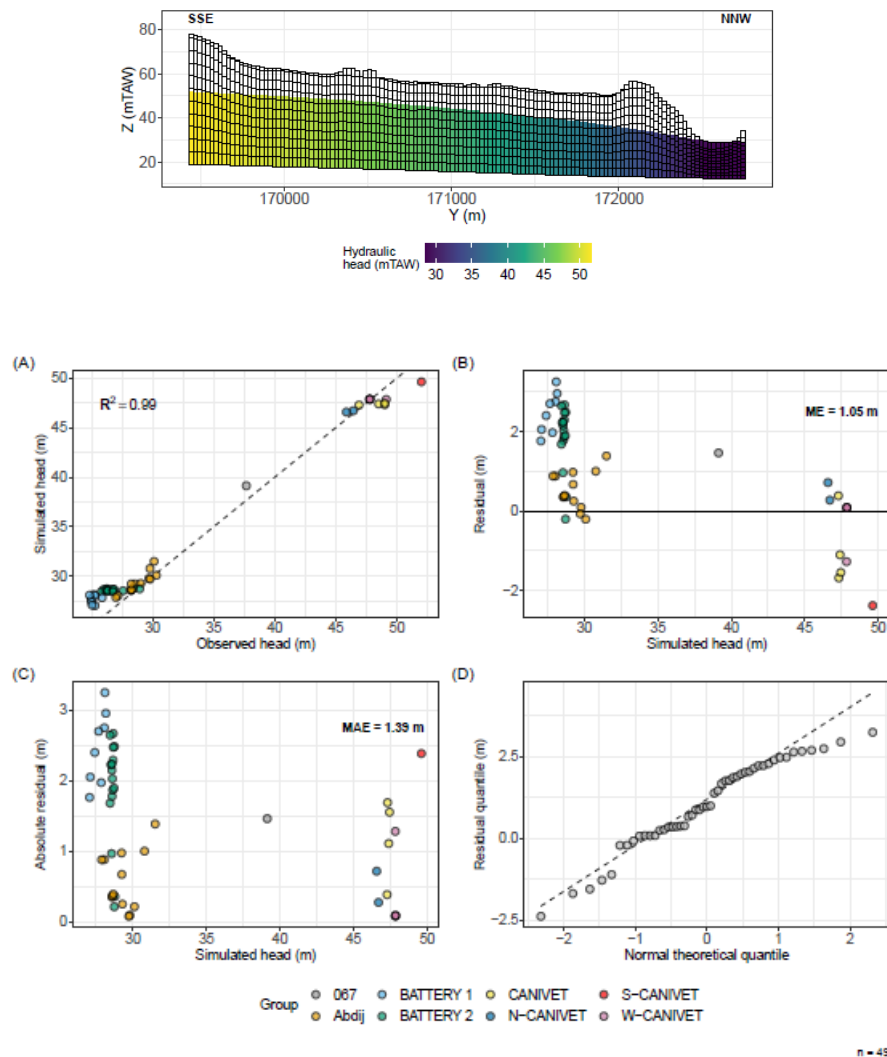 SSE NNW
80
60
40
20
Z (mTAW)
170000 171000 172000
Y (m)
Hydraulic
head (mTAW)
30 35 40 45 50
(A) (B)
50
45
40
35
30
Simulated head (m)
R² = 0.99
30 35 40 45 50
Observed head (m)
2
0
−2
Residual (m)
ME = 1.05 m
30 35 40 45 50
Simulated head (m)
(C) (D)
3
2
1
0
Absolute residual (m)
MAE = 1.39 m
30 35 40 45 50
Simulated head (m)
2.5
0.0
−2.5
Residual quantile (m)
−2 −1 0 1 2
Normal theoretical quantile
Group
067 BATTERY 1 CANIVET S−CANIVET
Abdij BATTERY 2 N−CANIVET W−CANIVET
n = 49